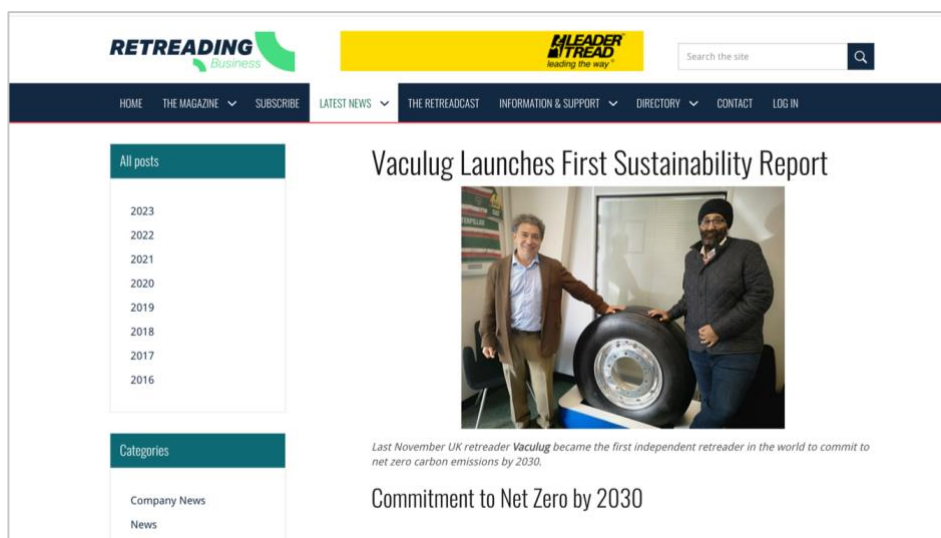 RETREADING
Business
LEADER
TREAD
leading the way
Search the site
HOME THE MAGAZINE SUBSCRIBE LATEST NEWS THE RETREADCAST INFORMATION & SUPPORT DIRECTORY CONTACT LOG IN
All posts
2023
2022
2021
2020
2019
2018
2017
2016
Categories
Company News
News
Vaculug Launches First Sustainability Report
CATERPILLAR
Last November UK retreader Vaculug became the first independent retreader in the world to commit to
net zero carbon emissions by 2030.
Commitment to Net Zero by 2030